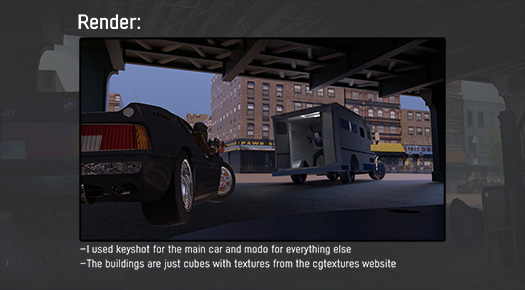 Render:
PAWN
-I used keyshot for the main car and modo for everything else
-The buildings are just cubes with textures from the cgtextures website